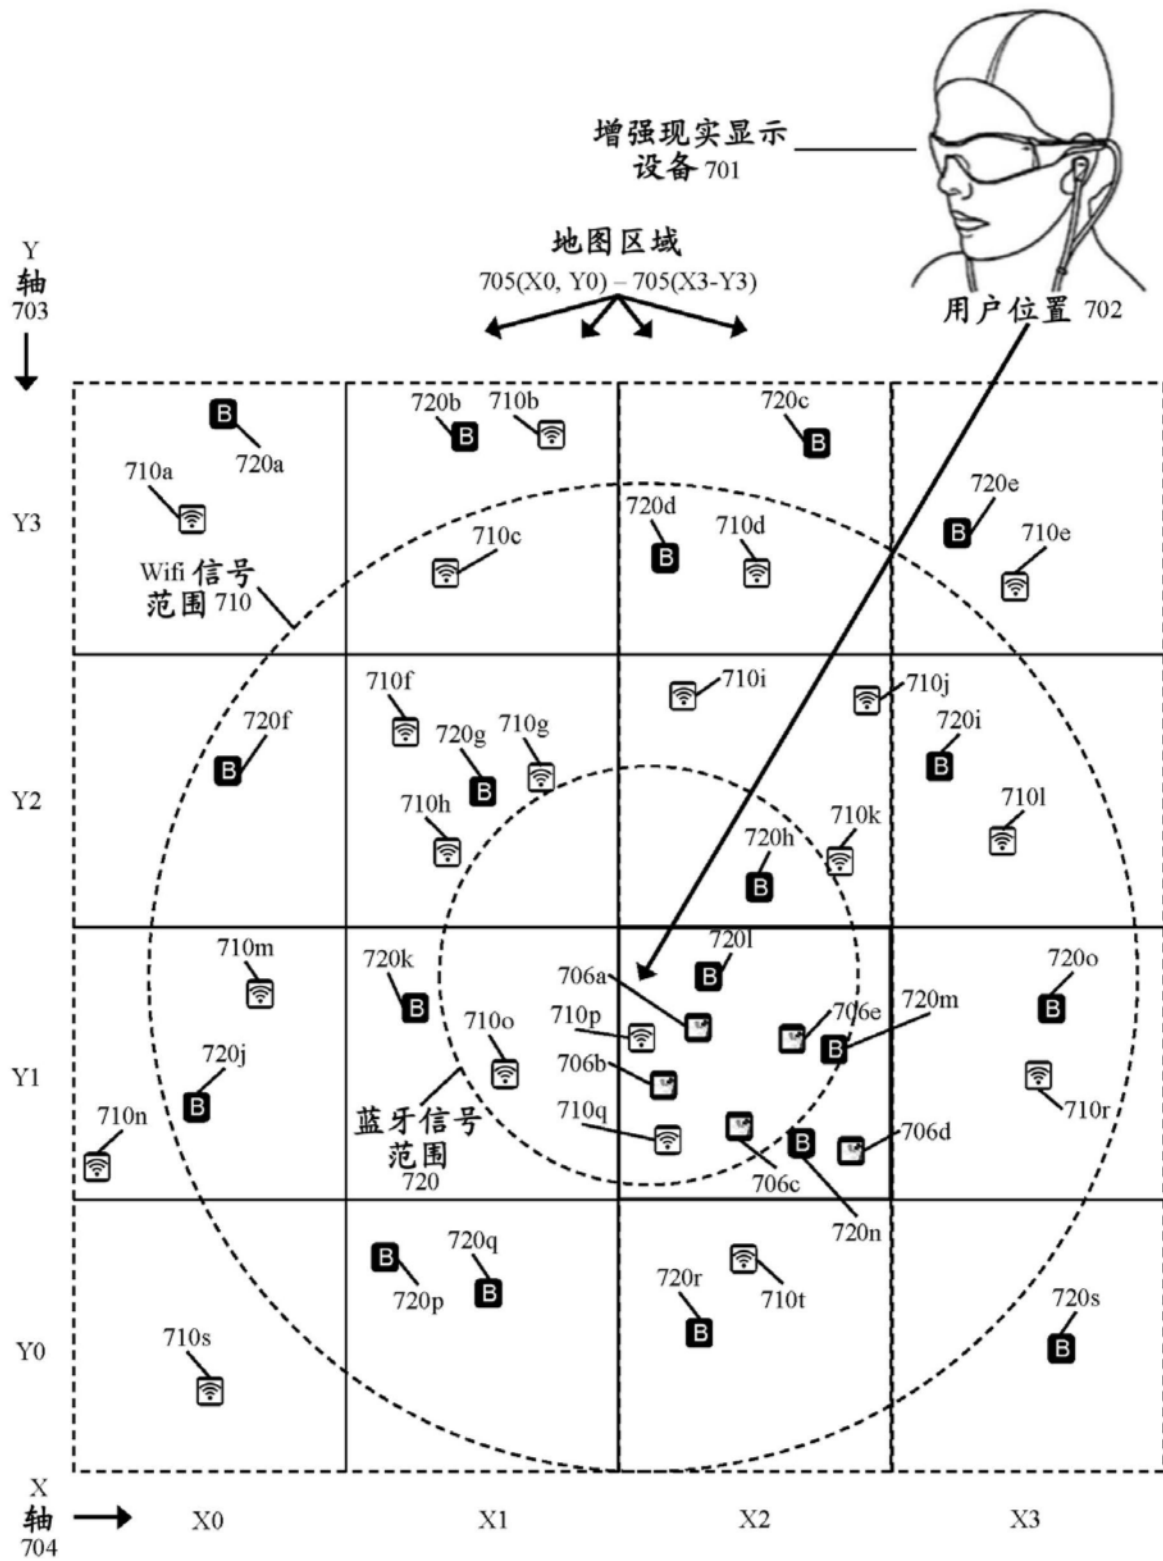 增强现实显示
设备 701
地图区域
705(X0, Y0) – 705(X3-Y3)
用户位置 702
Y
轴
703
720b
710b
720c
B
B
B
B
710a
720a
720e
720d
710d
710e
Y3
710c
B
B
Wifi 信号
范围 710
710f
710i
710j
720f
720g
710g
720i
B
B
B
Y2
710h
710k
710l
720h
B
710m
720k
720l
720o
B
B
706a
706e
720m
B
710o
710p
B
720j
706b
B
710r
710n
蓝牙信号
范围
720
710q
B
706d
706c
720n
B
720q
720p
B
720r
710t
720s
710s
B
B
Y0
Y1
X
轴
704
X0
X1
X2
X3